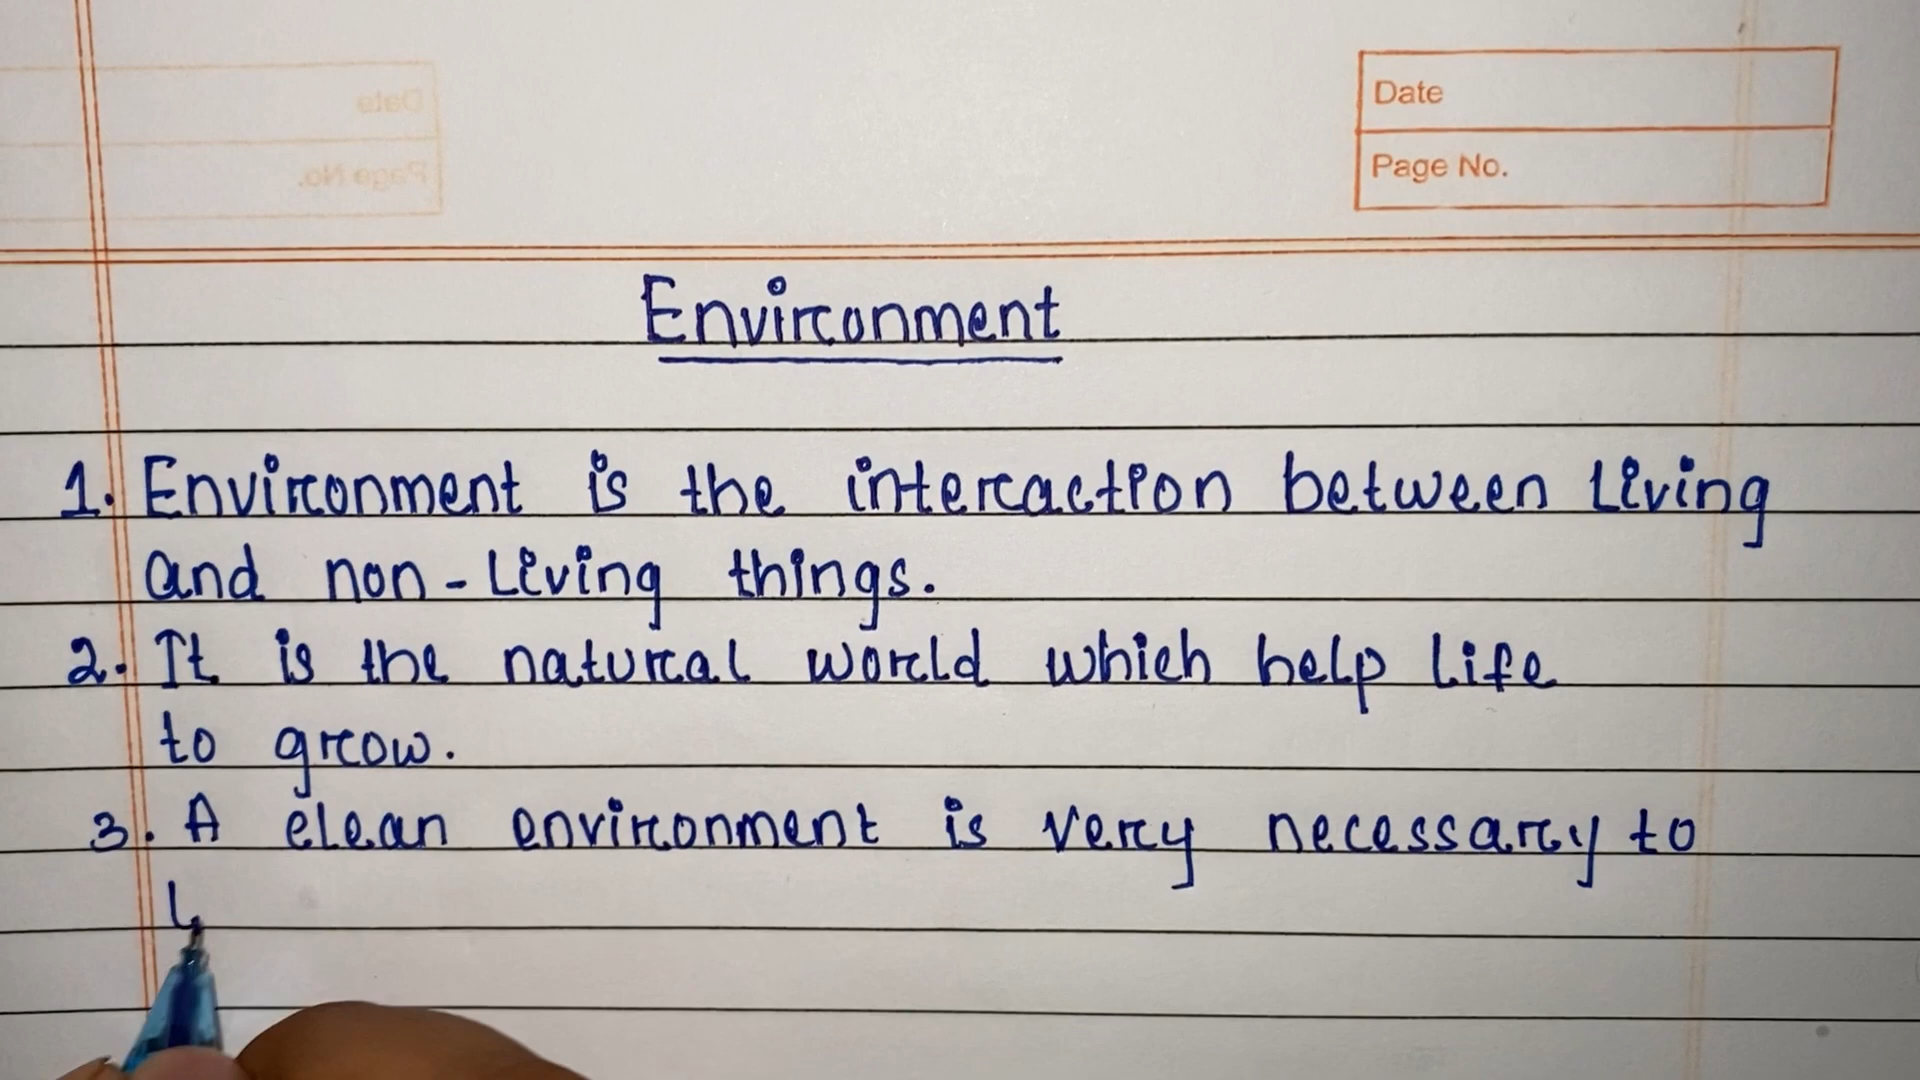 Date
Page No.
Environment
1. Environment is the interaction between Living
and non-Living things.
2. It is the natural world which help Life
to grow.
3. A clean environment is very necessary to
L